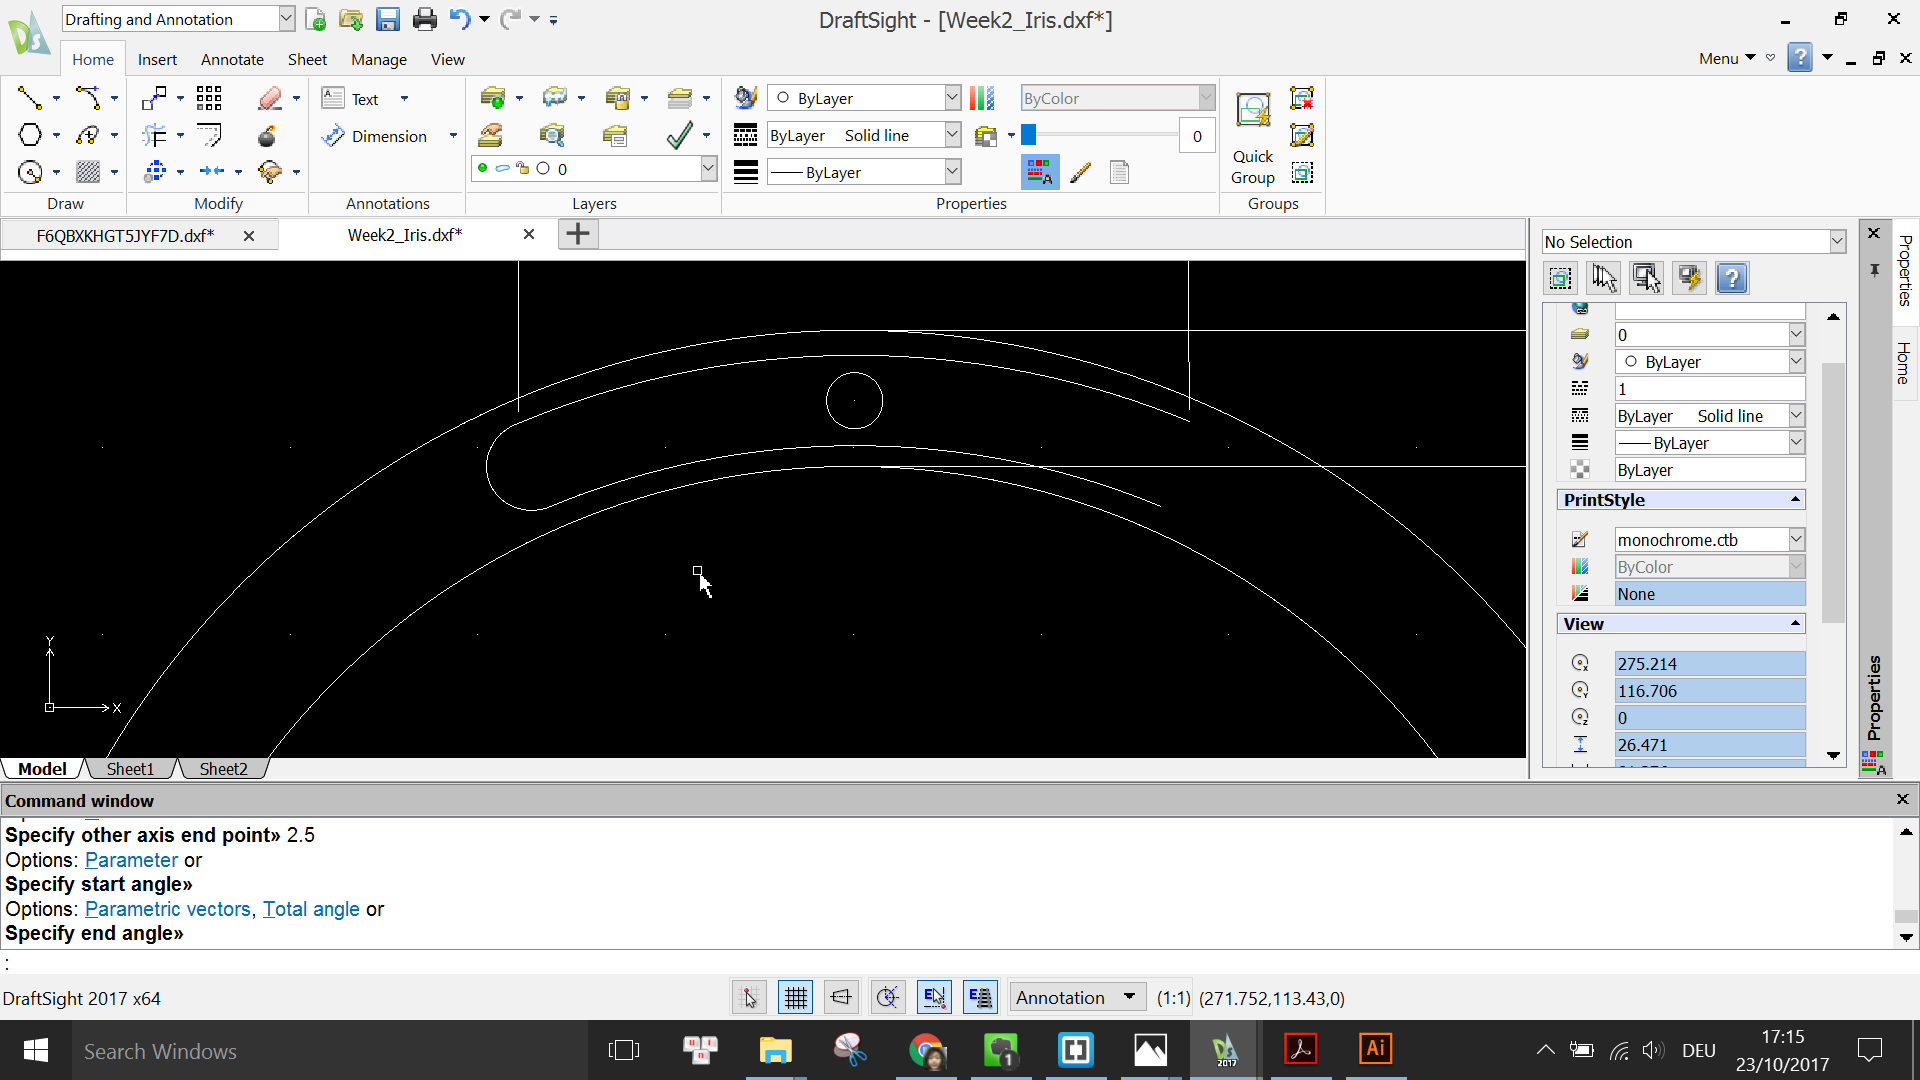 Drafting and Annotation
DraftSight - [Week2_Iris.dxf*]
Home Insert Annotate Sheet Manage View
Menu
Text
Dimension
0
ByLayer
ByLayer Solid line
ByLayer
ByColor
0
Quick
Group
Draw Modify Annotations Layers Properties Groups
F6QBXKHGT5JYF7D.dxf*
Week2_Iris.dxf*
No Selection
0
ByLayer
1
ByLayer Solid line
ByLayer
ByLayer
PrintStyle
monochrome.ctb
ByColor
None
View
275.214
116.706
0
26.471
Properties
Home
Properties
Y
X
Model Sheet1 Sheet2
Command window
Specify other axis end point» 2.5
Options: Parameter or
Specify start angle»
Options: Parametric vectors, Total angle or
Specify end angle»
:
DraftSight 2017 x64
Annotation (1:1) (271.752,113.43,0)
Search Windows
u i n
1
2017
Ai
DEU
17:15
23/10/2017